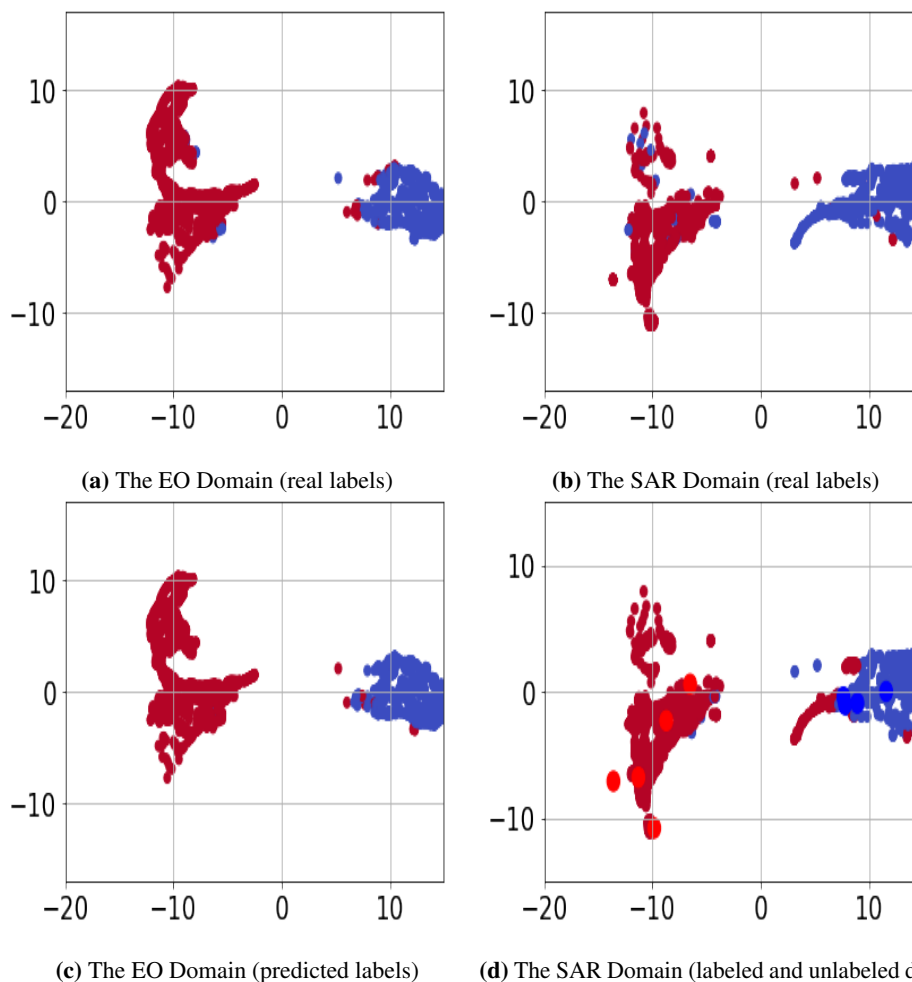 10
0
−10
−20 −10 0 10
10
0
−10
−20 −10 0 10
(a) The EO Domain (real labels)
(b) The SAR Domain (real labels)
10
0
−10
−20 −10 0 10
10
0
−10
−20 −10 0 10
(c) The EO Domain (predicted labels)
(d) The SAR Domain (labeled and unlabeled d